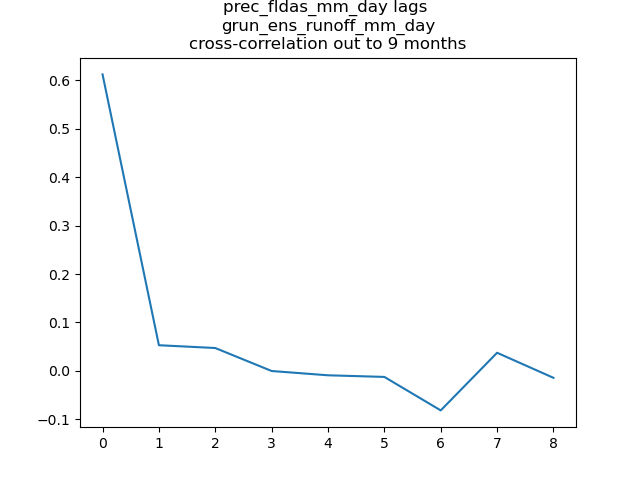 prec_fldas_mm_day lags
grun_ens_runoff_mm_day
cross-correlation out to 9 months
0.6
0.5
0.4
0.3
0.2
0.1
0.0
−0.1
0 1 2 3 4 5 6 7 8